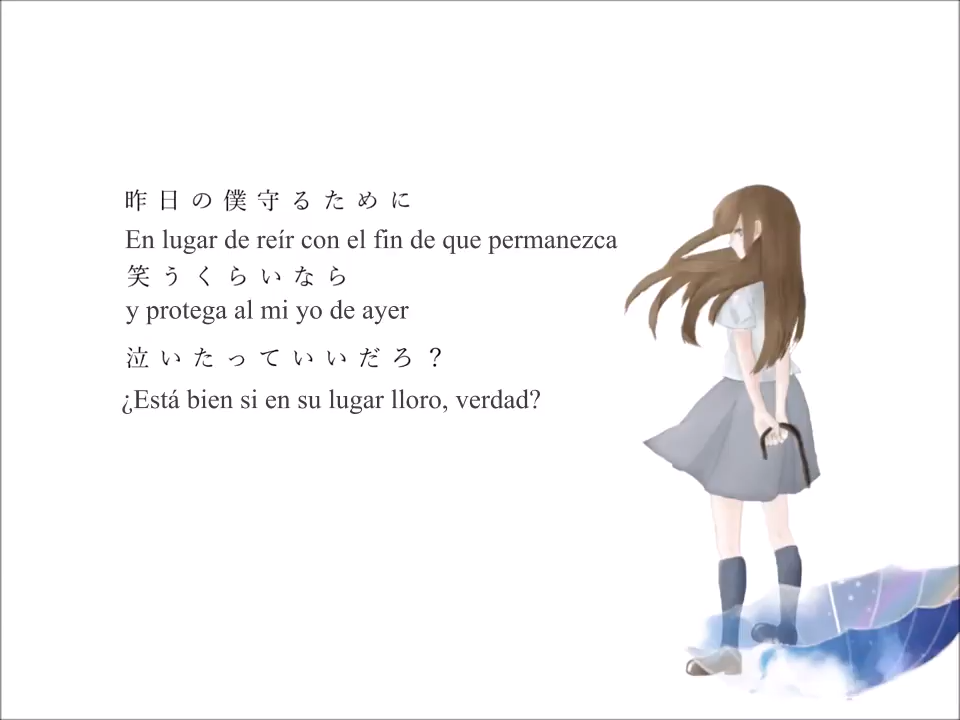 昨日の僕守るために
En lugar de reír con el fin de que permanezca
笑うくらいなら
y protega al mi yo de ayer
泣いたっていいだろ？
¿Está bien si en su lugar lloro, verdad?